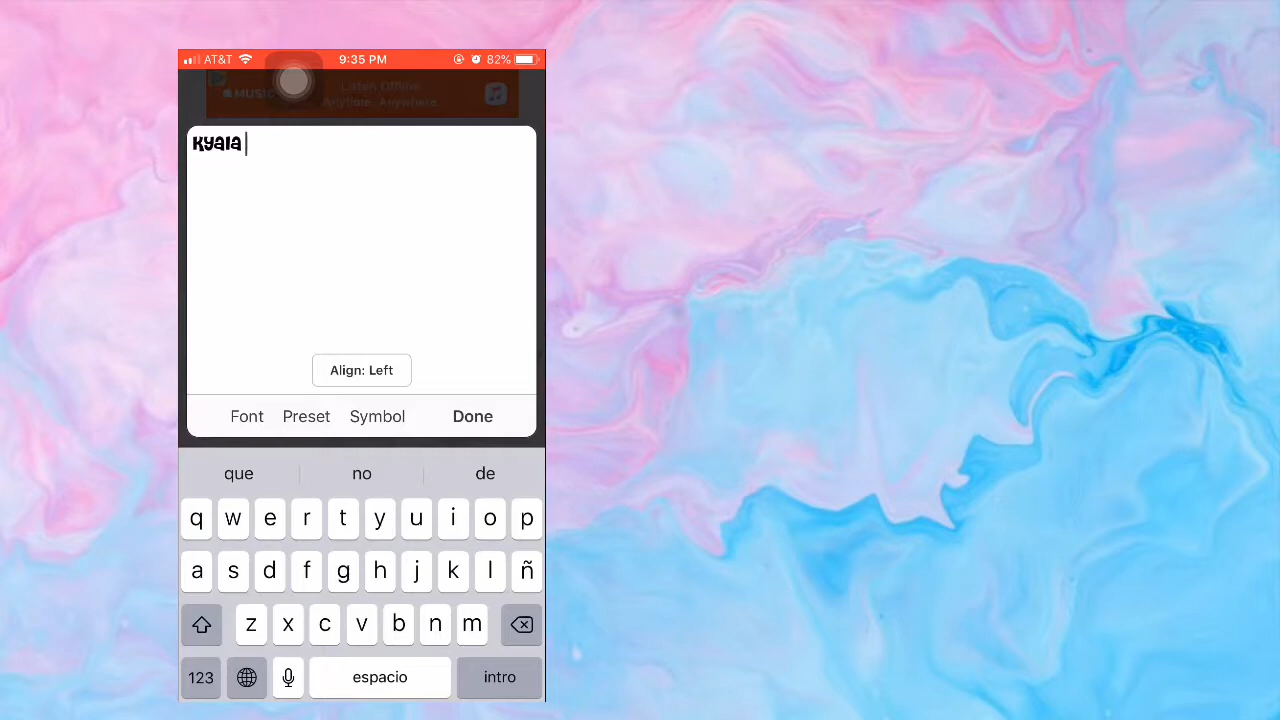 AT&T 9:35 PM 82%
MUSIC
Listen Offline.
Anytime. Anywhere.
Kyala
Align: Left
Font Preset Symbol Done
que no de
q w e r t y u i o p
a s d f g h j k l ñ
z x c v b n m
123 espacio intro